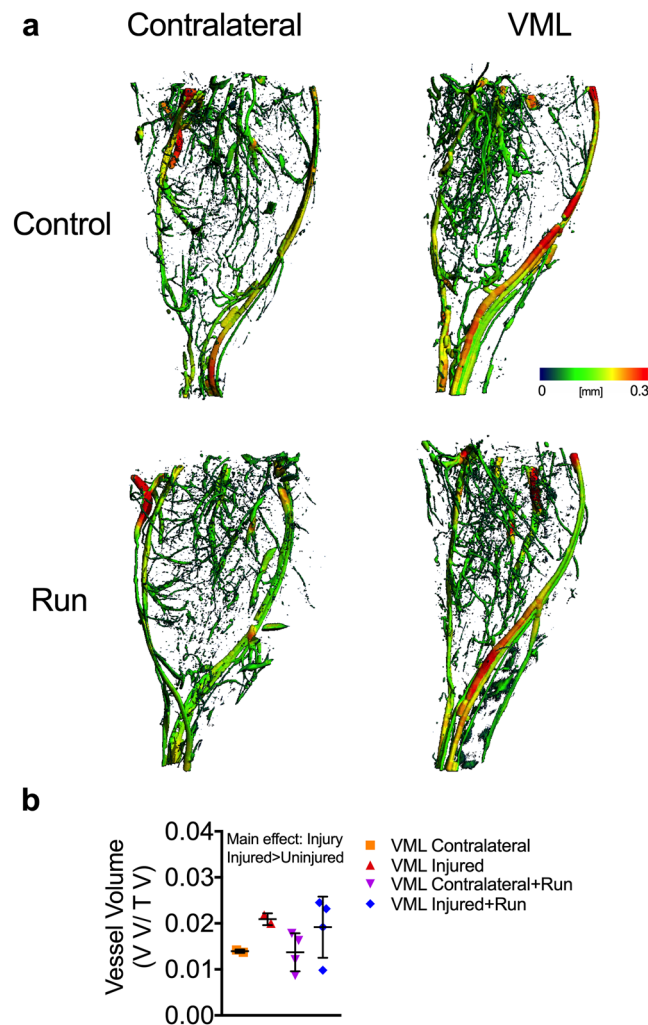 a
Contralateral
VML
Control
0
[mm]
0.3
Run
b
Vessel Volume
(V V/ T V)
0.04
0.03
0.02
0.01
0.00
Main effect: Injury
Injured>Uninjured
VML Contralateral
VML Injured
VML Contralateral+Run
VML Injured+Run